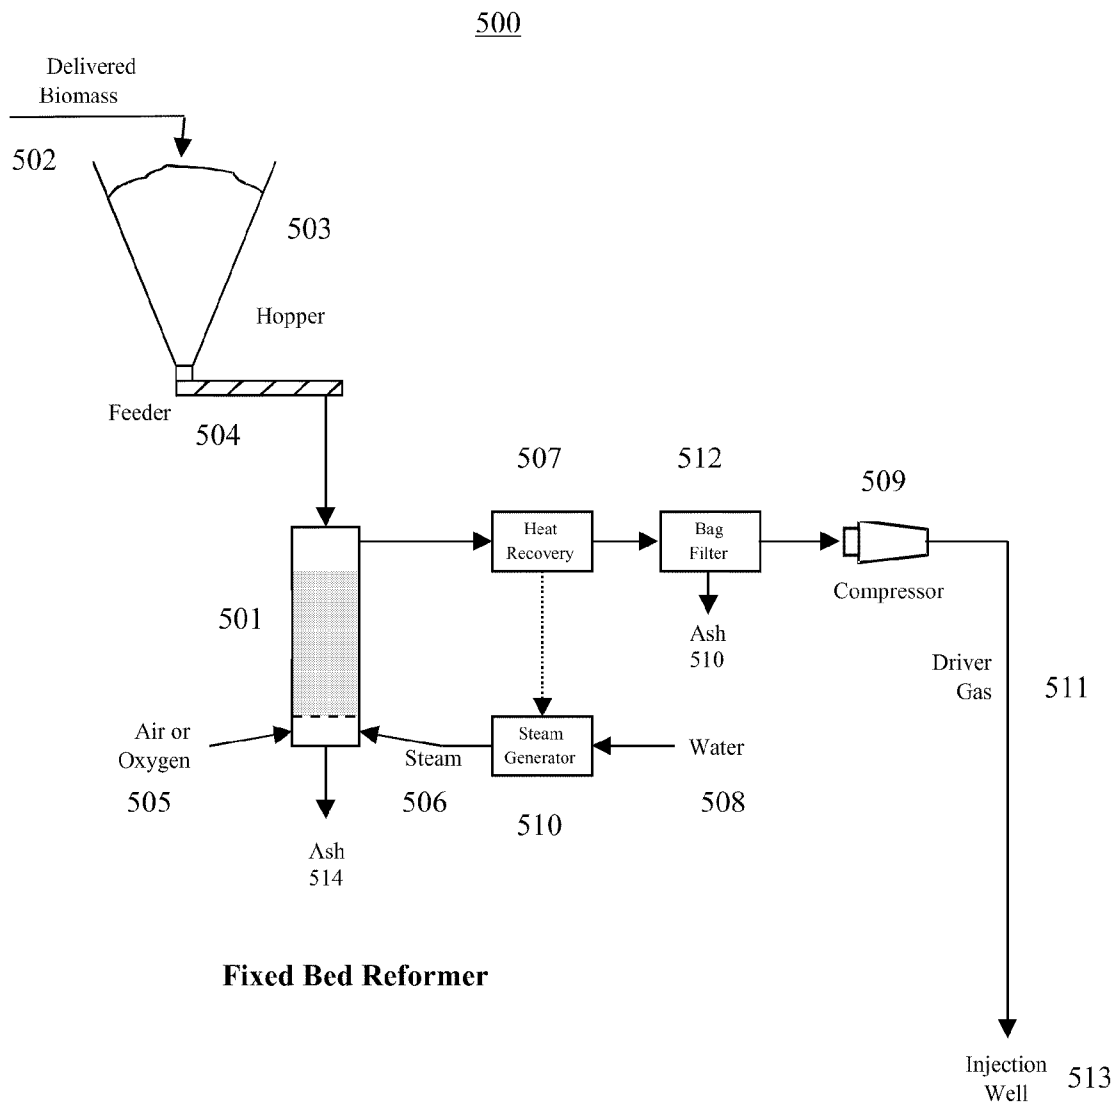 500
Delivered
Biomass
502
503
Hopper
Feeder
504
507
512
509
Heat
Recovery
Bag
Filter
Compressor
501
Ash
510
Driver
Gas
511
Air or
Oxygen
505
Steam
506
Steam
Generator
510
Water
508
Ash
514
Fixed Bed Reformer
Injection
Well
513